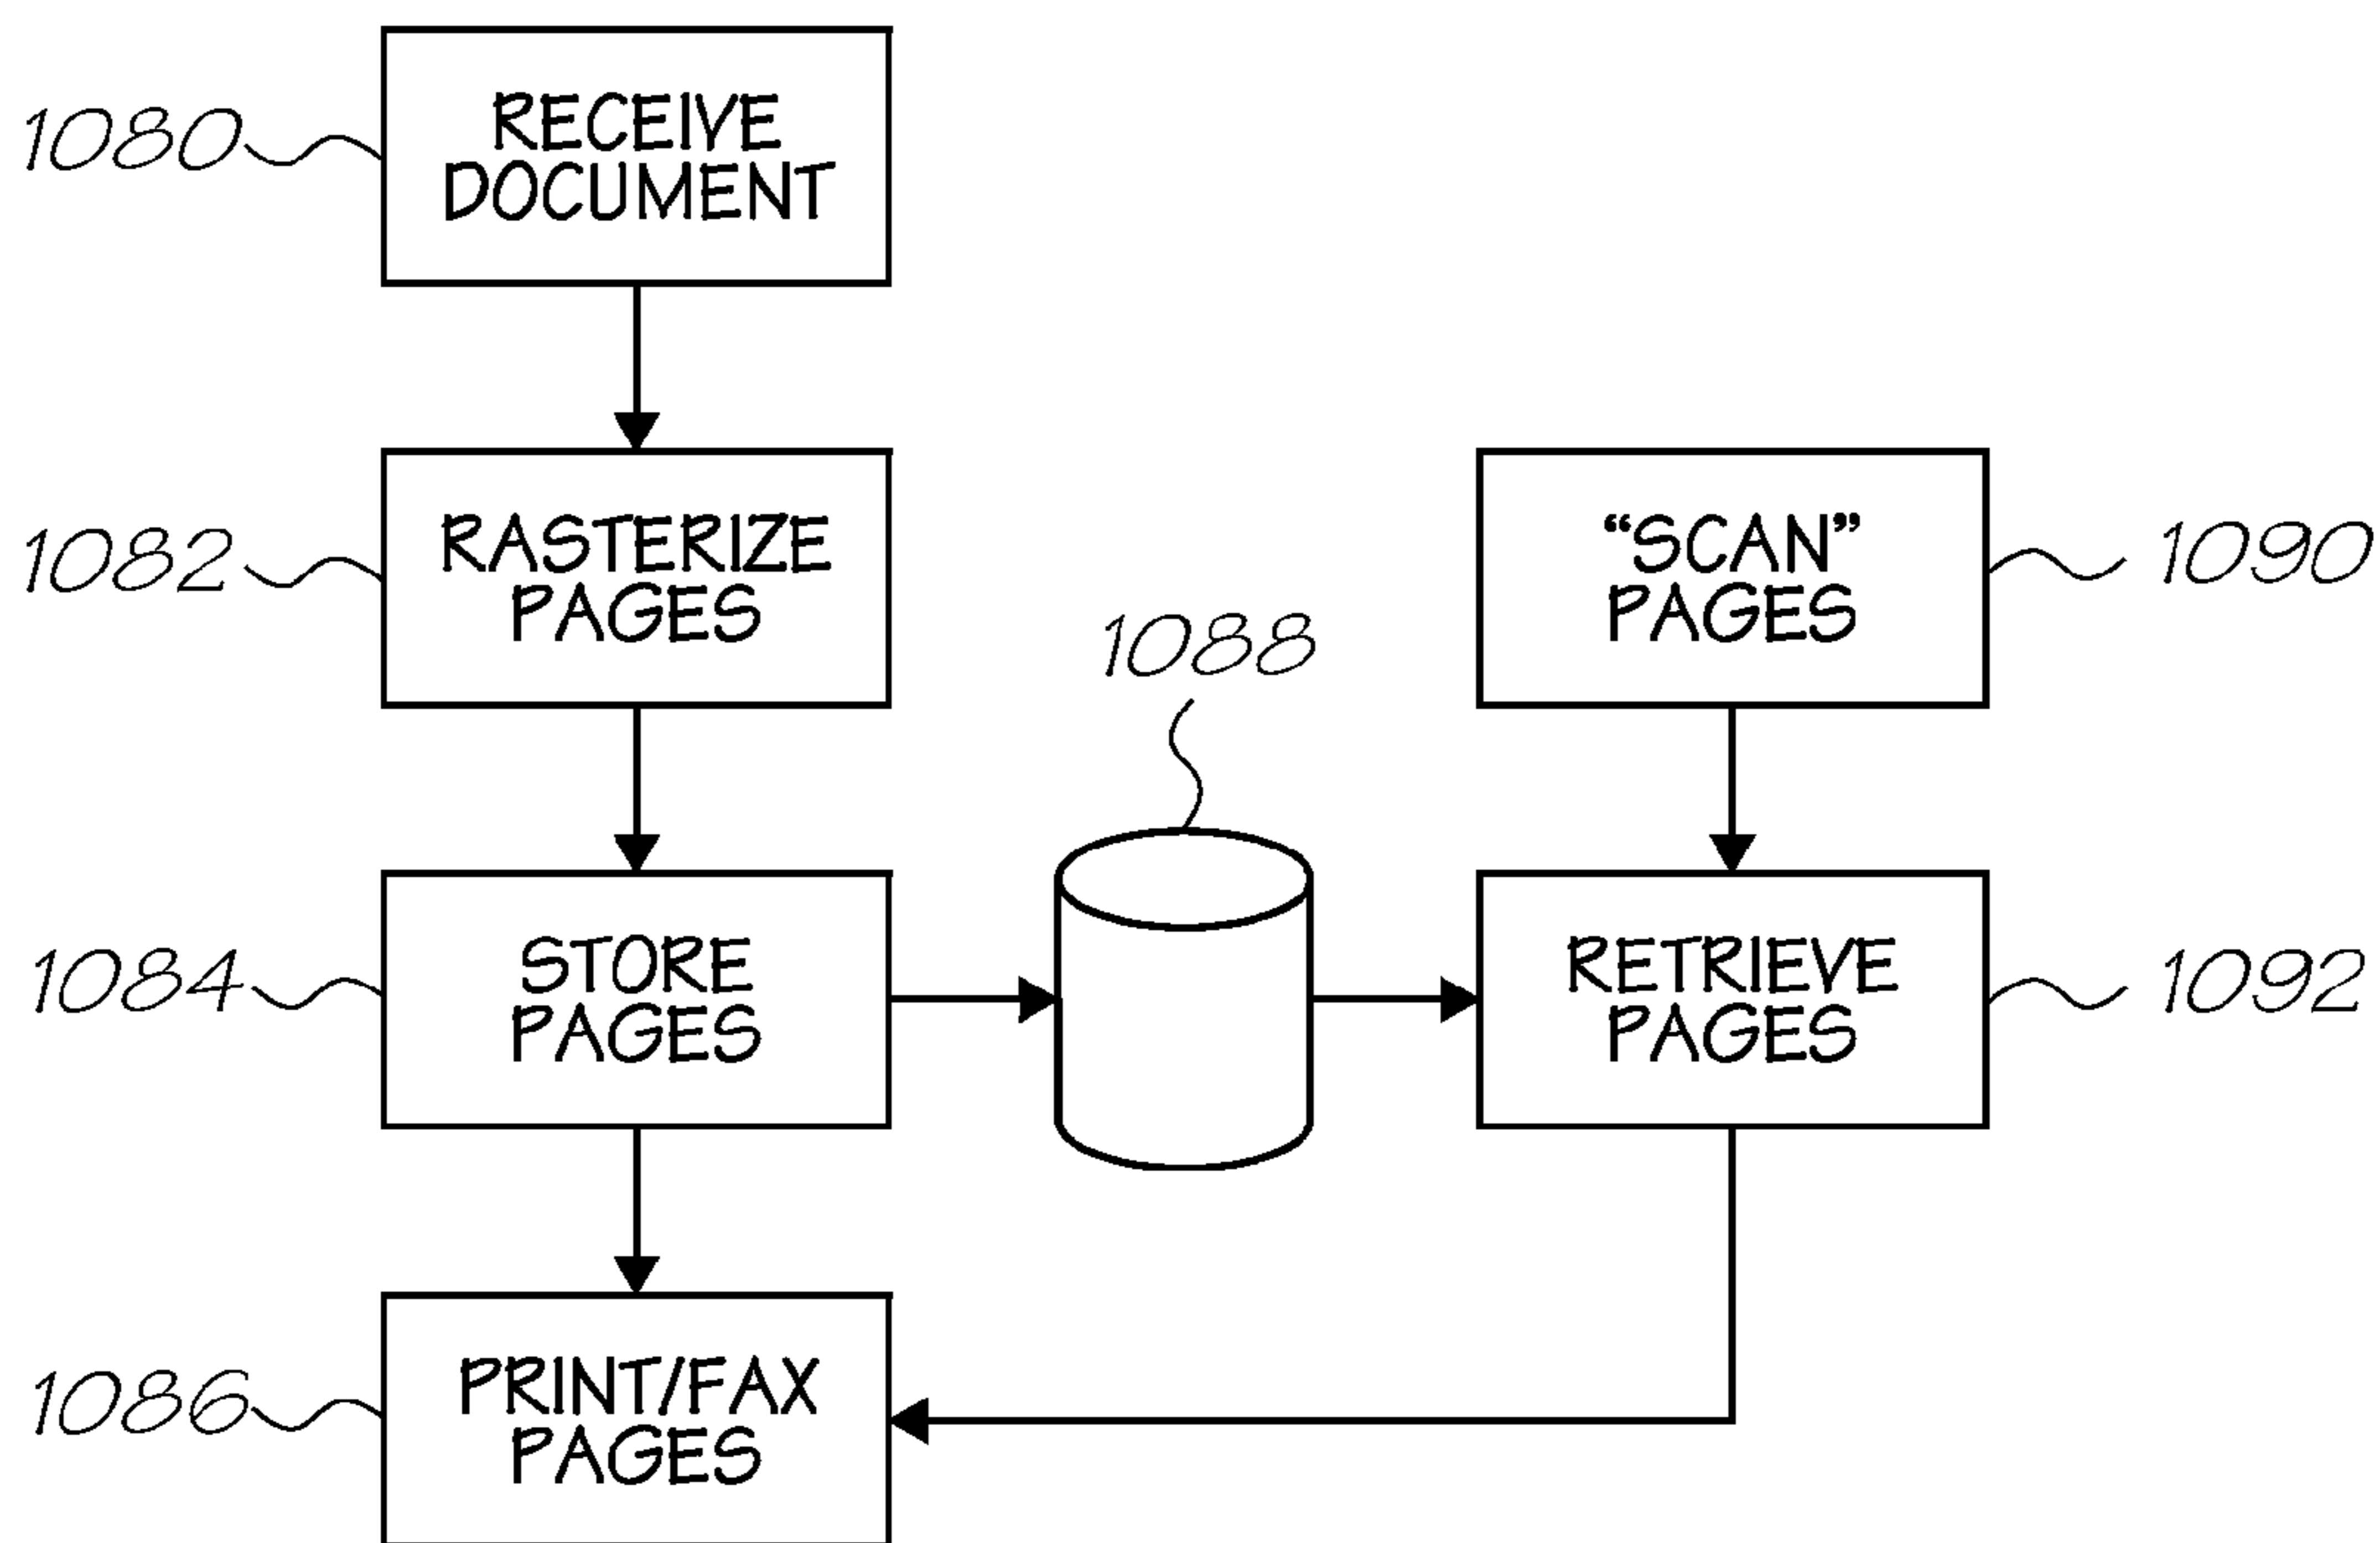 1080
RECEIVE
DOCUMENT
1082
RASTERIZE
PAGES
"SCAN"
PAGES
1090
1088
1084
STORE
PAGES
RETRIEVE
PAGES
1092
1086
PRINT/FAX
PAGES